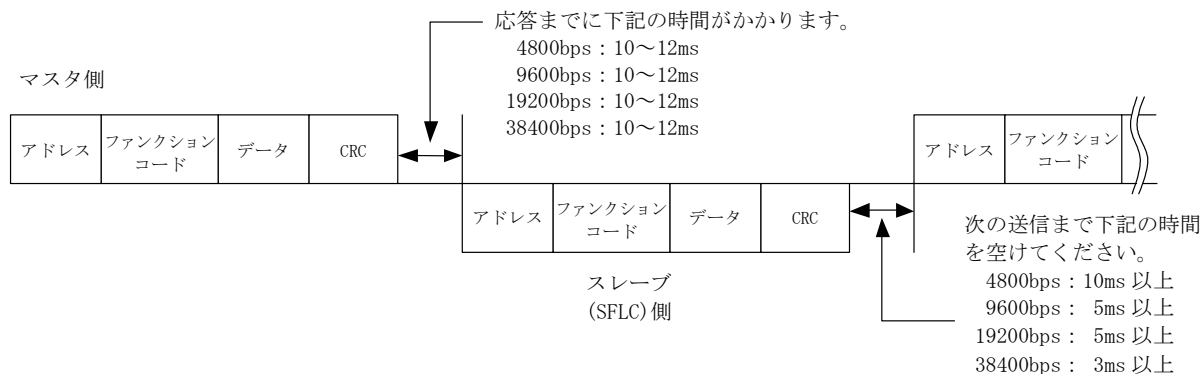 応答までに下記の時間がかかります。
4800bps：10～12ms
9600bps：10～12ms
19200bps：10～12ms
38400bps：10～12ms
マスタ側
アドレス
ファンクション
コード
データ
CRC
アドレス
ファンクション
コード
アドレス
ファンクション
コード
データ
CRC
スレーブ
(SFLC)側
次の送信まで下記の時間
を空けてください。
4800bps：10ms 以上
9600bps： 5ms 以上
19200bps： 5ms 以上
38400bps： 3ms 以上